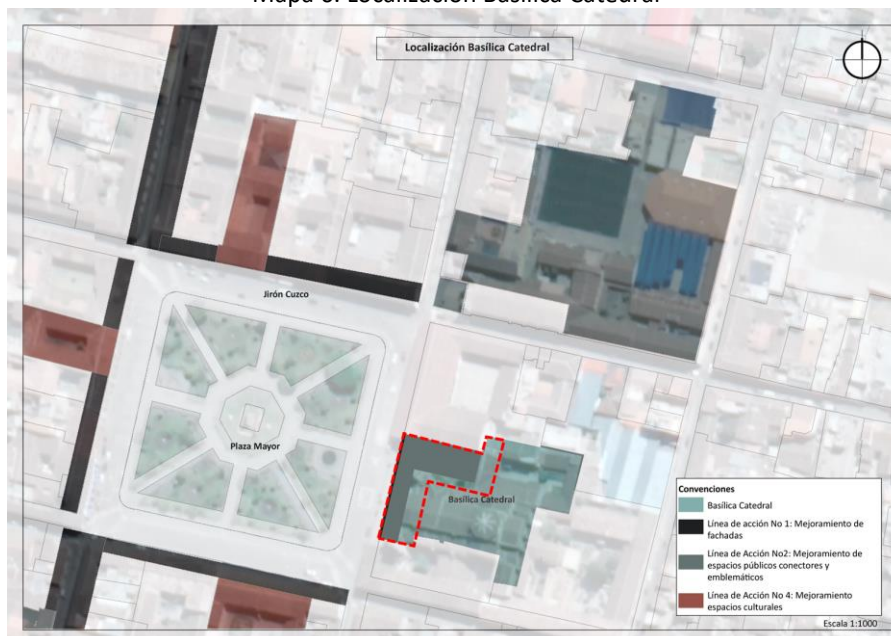 Mapa 6. Localización Basílica Catedral
Localización Basílica Catedral
Jirón Cuzco
Plaza Mayor
Basílica Catedral
Convenciones
Basílica Catedral
Línea de acción No 1: Mejoramiento de
fachadas
Línea de Acción No2: Mejoramiento de
espacios públicos conectores y
emblemáticos
Línea de Acción No 4: Mejoramiento
espacios culturales
Escala 1:1000